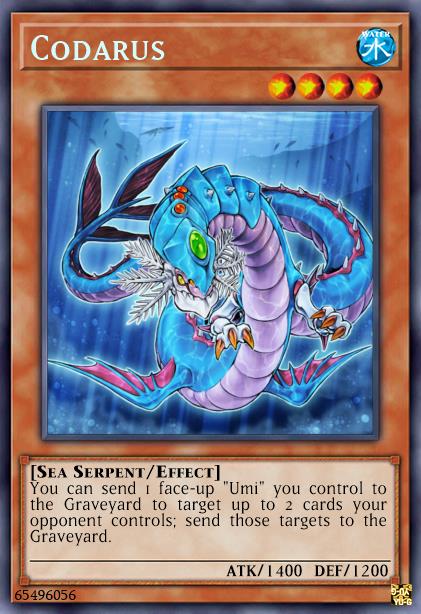 Codarus
WATER
水
[Sea Serpent/Effect]
You can send 1 face-up "Umi" you control to
the Graveyard to target up to 2 cards your
opponent controls; send those targets to the
Graveyard.
ATK/1400 DEF/1200
65496056